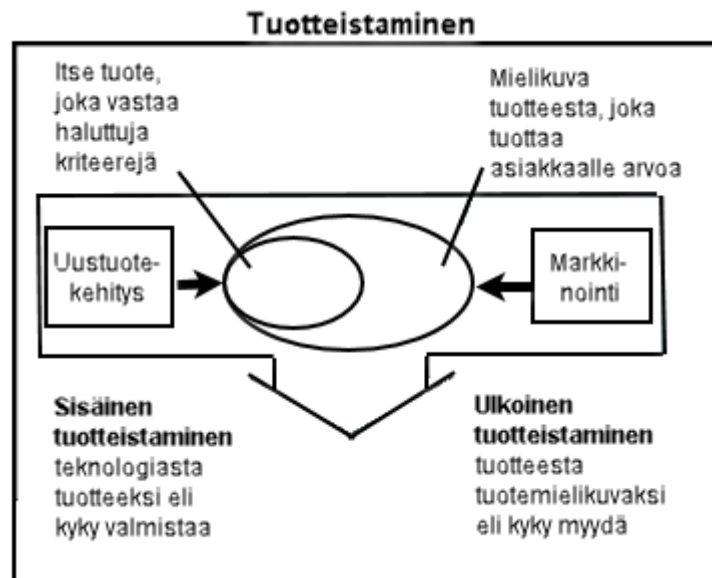 Tuotteistaminen
Itse tuote,
joka vastaa
haluttuja
kriteerejä
Mielikuva
tuotteesta, joka
tuottaa
asiakkaalle arvoa
Uustuote-
kehitys
Markki-
nointi
Sisäinen
tuotteistaminen
teknologiasta
tuotteeksi eli
kyky valmistaa
Ulkoinen
tuotteistaminen
tuotteesta
tuotemielikuvaksi
eli kyky myydä